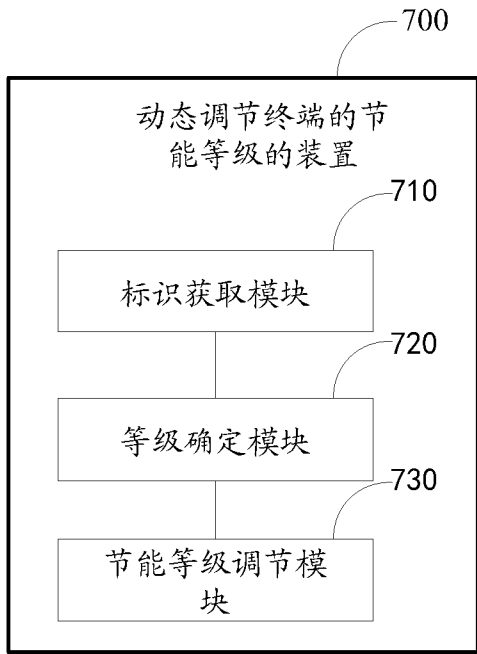 700
动态调节终端的节
能等级的装置
710
标识获取模块
720
等级确定模块
730
节能等级调节模
块